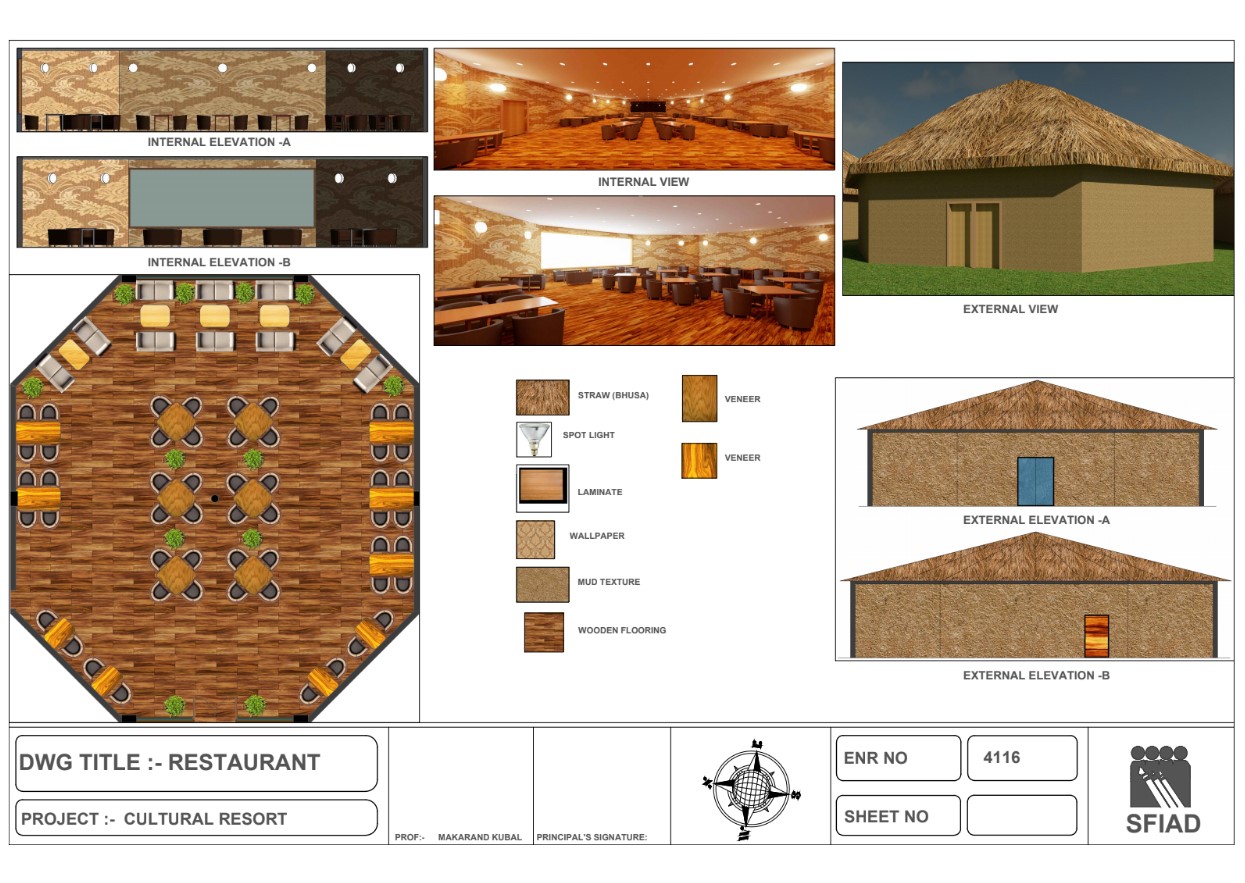 INTERNAL ELEVATION -A
INTERNAL ELEVATION -B
INTERNAL VIEW
EXTERNAL VIEW
STRAW (BHUSA)
SPOT LIGHT
LAMINATE
WALLPAPER
MUD TEXTURE
WOODEN FLOORING
VENEER
VENEER
EXTERNAL ELEVATION -A
EXTERNAL ELEVATION -B
DWG TITLE :- RESTAURANT
PROJECT :- CULTURAL RESORT
PROF:- MAKARAND KUBAL
PRINCIPAL'S SIGNATURE:
ENR NO
4116
SHEET NO
SFIAD